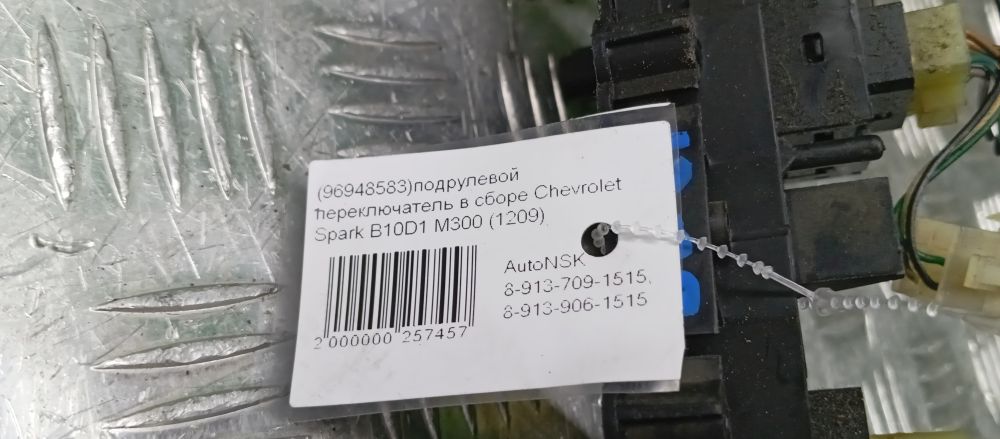 (96948583)подрулевой
переключатель в сборе Chevrolet
Spark B10D1 M300 (1209),
AutoNSK
8-913-709-1515,
8-913-906-1515
2 000000 257457